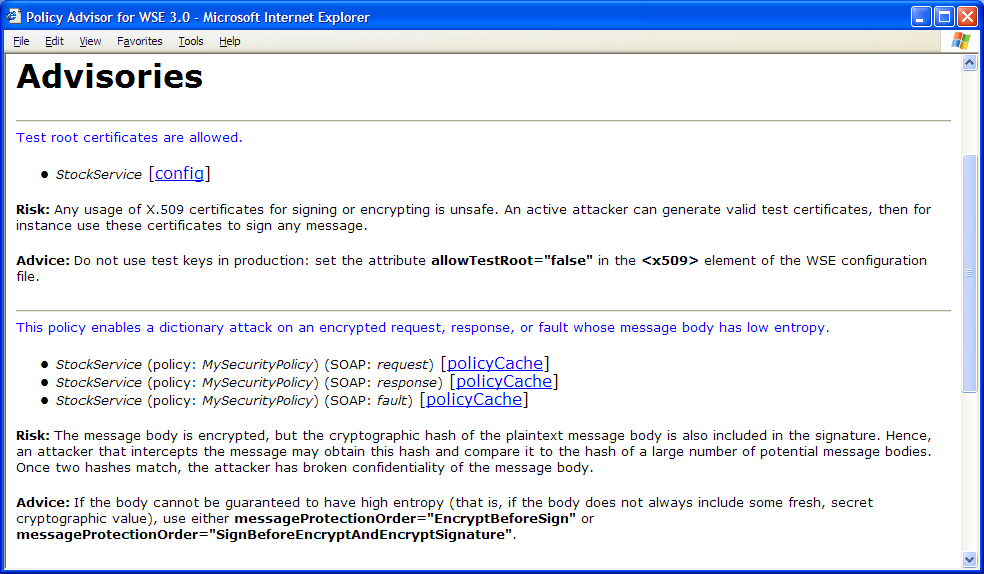 Policy Advisor for WSE 3.0 - Microsoft Internet Explorer
File Edit View Favorites Tools Help
Advisories
Test root certificates are allowed.
● StockService [config]
Risk: Any usage of X.509 certificates for signing or encrypting is unsafe. An active attacker can generate valid test certificates, then for
instance use these certificates to sign any message.
Advice: Do not use test keys in production: set the attribute allowTestRoot="false" in the <x509> element of the WSE configuration
file.
This policy enables a dictionary attack on an encrypted request, response, or fault whose message body has low entropy.
● StockService (policy: MySecurityPolicy) (SOAP: request) [policyCache]
● StockService (policy: MySecurityPolicy) (SOAP: response) [policyCache]
● StockService (policy: MySecurityPolicy) (SOAP: fault) [policyCache]
Risk: The message body is encrypted, but the cryptographic hash of the plaintext message body is also included in the signature. Hence,
an attacker that intercepts the message may obtain this hash and compare it to the hash of a large number of potential message bodies.
Once two hashes match, the attacker has broken confidentiality of the message body.
Advice: If the body cannot be guaranteed to have high entropy (that is, if the body does not always include some fresh, secret
cryptographic value), use either messageProtectionOrder="EncryptBeforeSign" or
messageProtectionOrder="SignBeforeEncryptAndEncryptSignature".